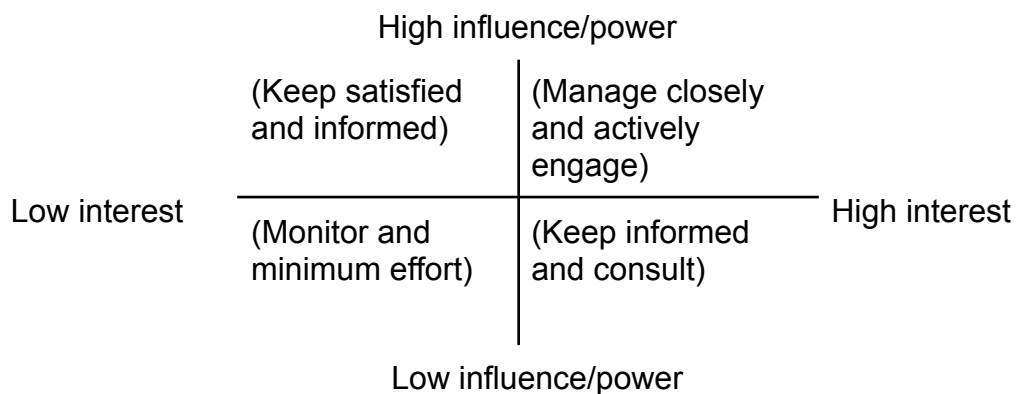 High influence/power
(Keep satisfied
and informed)
(Manage closely
and actively
engage)
Low interest
High interest
(Monitor and
minimum effort)
(Keep informed
and consult)
Low influence/power